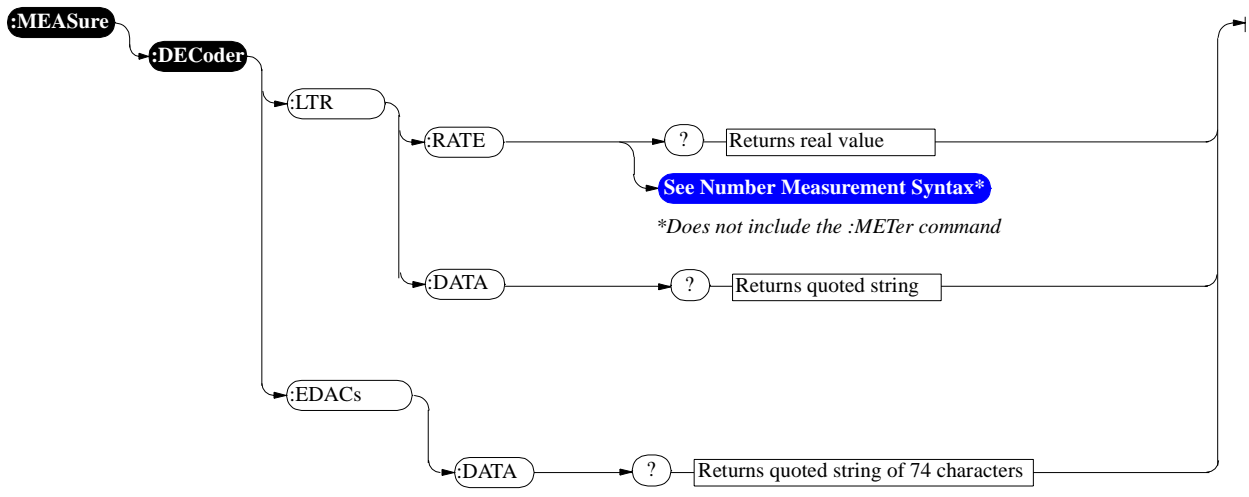 :MEASure
:DECoder
:LTR
:RATE
?
Returns real value
See Number Measurement Syntax*
*Does not include the :METer command
:DATA
?
Returns quoted string
:EDACs
:DATA
?
Returns quoted string of 74 characters